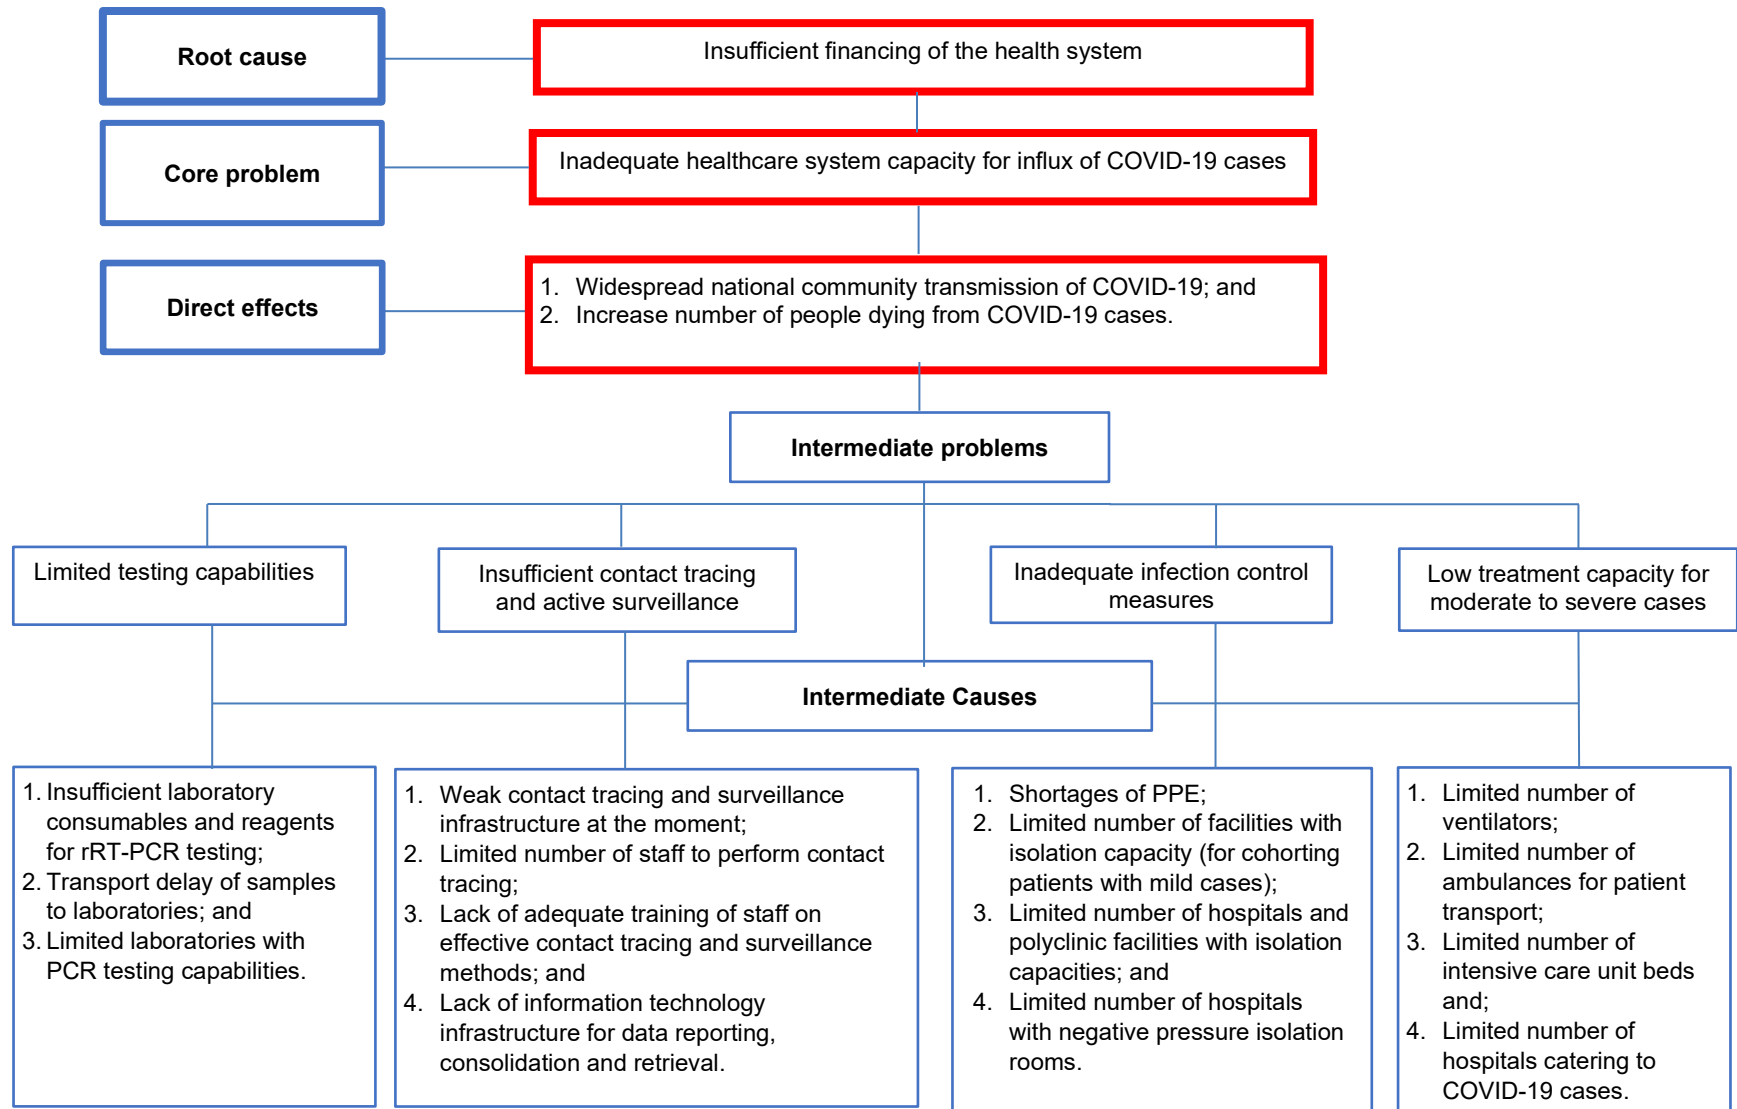 Root cause
Insufficient financing of the health system
Core problem
Inadequate healthcare system capacity for influx of COVID-19 cases
Direct effects
1. Widespread national community transmission of COVID-19; and
2. Increase number of people dying from COVID-19 cases.
Intermediate problems
Limited testing capabilities
Insufficient contact tracing
and active surveillance
Inadequate infection control
measures
Low treatment capacity for
moderate to severe cases
Intermediate Causes
1. Insufficient laboratory
consumables and reagents
for rRT-PCR testing;
2. Transport delay of samples
to laboratories; and
3. Limited laboratories with
PCR testing capabilities.
1. Weak contact tracing and surveillance
infrastructure at the moment;
2. Limited number of staff to perform contact
tracing;
3. Lack of adequate training of staff on
effective contact tracing and surveillance
methods; and
4. Lack of information technology
infrastructure for data reporting,
consolidation and retrieval.
1. Shortages of PPE;
2. Limited number of facilities with
isolation capacity (for cohorting
patients with mild cases);
3. Limited number of hospitals and
polyclinic facilities with isolation
capacities; and
4. Limited number of hospitals
with negative pressure isolation
rooms.
1. Limited number of
ventilators;
2. Limited number of
ambulances for patient
transport;
3. Limited number of
intensive care unit beds
and;
4. Limited number of
hospitals catering to
COVID-19 cases.